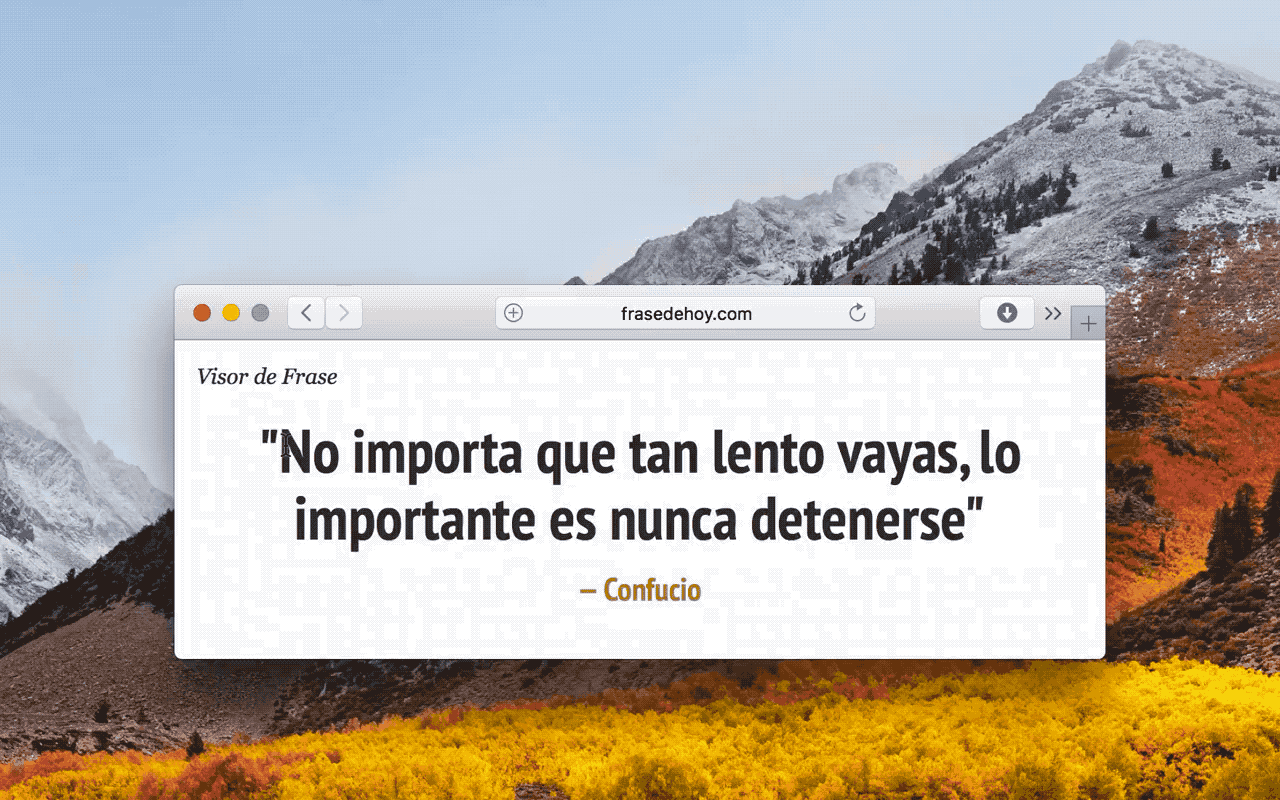 frasedehoy.com
Visor de Frase
"No importa que tan lento vayas, lo
importante es nunca detenerse"
– Confucio